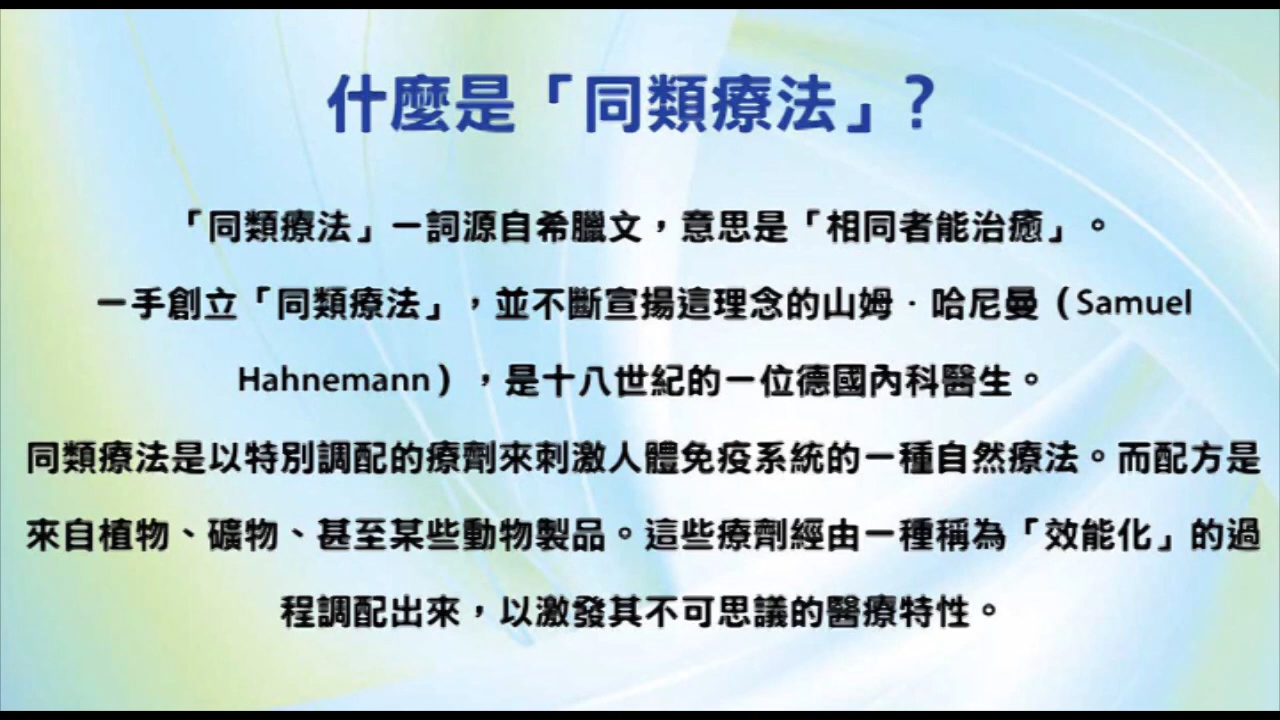 什麼是「同類療法」?
「同類療法」一詞源自希臘文，意思是「相同者能治癒」。
一手創立「同類療法」，並不斷宣揚這理念的山姆．哈尼曼（Samuel
Hahnemann），是十八世紀的一位德國內科醫生。
同類療法是以特別調配的療劑來刺激人體免疫系統的一種自然療法。而配方是
來自植物、礦物、甚至某些動物製品。這些療劑經由一種稱為「效能化」的過
程調配出來，以激發其不可思議的醫療特性。